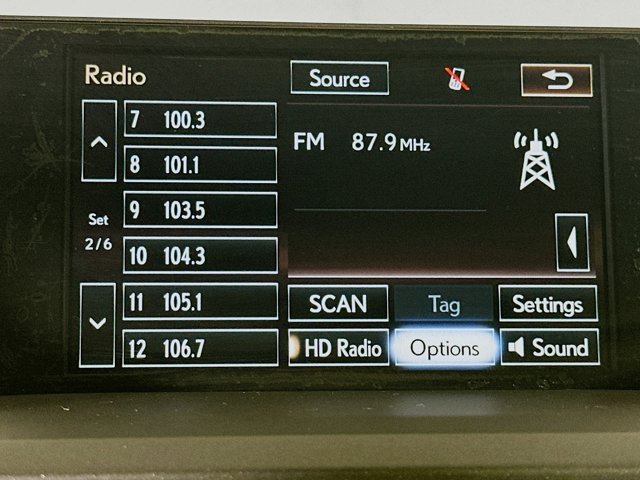 Radio
Source
7 100.3
8 101.1
9 103.5
10 104.3
11 105.1
12 106.7
Set
2/6
FM 87.9 MHz
SCAN
Tag
Settings
HD Radio
Options
Sound